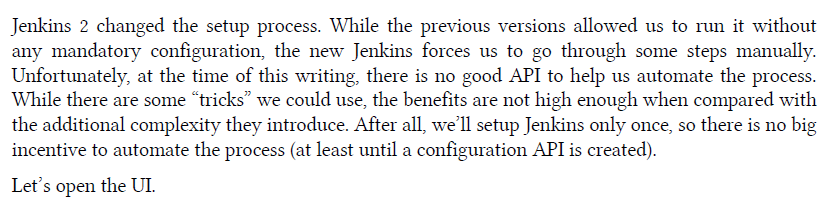 Jenkins 2 changed the setup process. While the previous versions allowed us to run it without
any mandatory configuration, the new Jenkins forces us to go through some steps manually.
Unfortunately, at the time of this writing, there is no good API to help us automate the process.
While there are some “tricks” we could use, the benefits are not high enough when compared with
the additional complexity they introduce. After all, we’ll setup Jenkins only once, so there is no big
incentive to automate the process (at least until a configuration API is created).
Let’s open the UI.